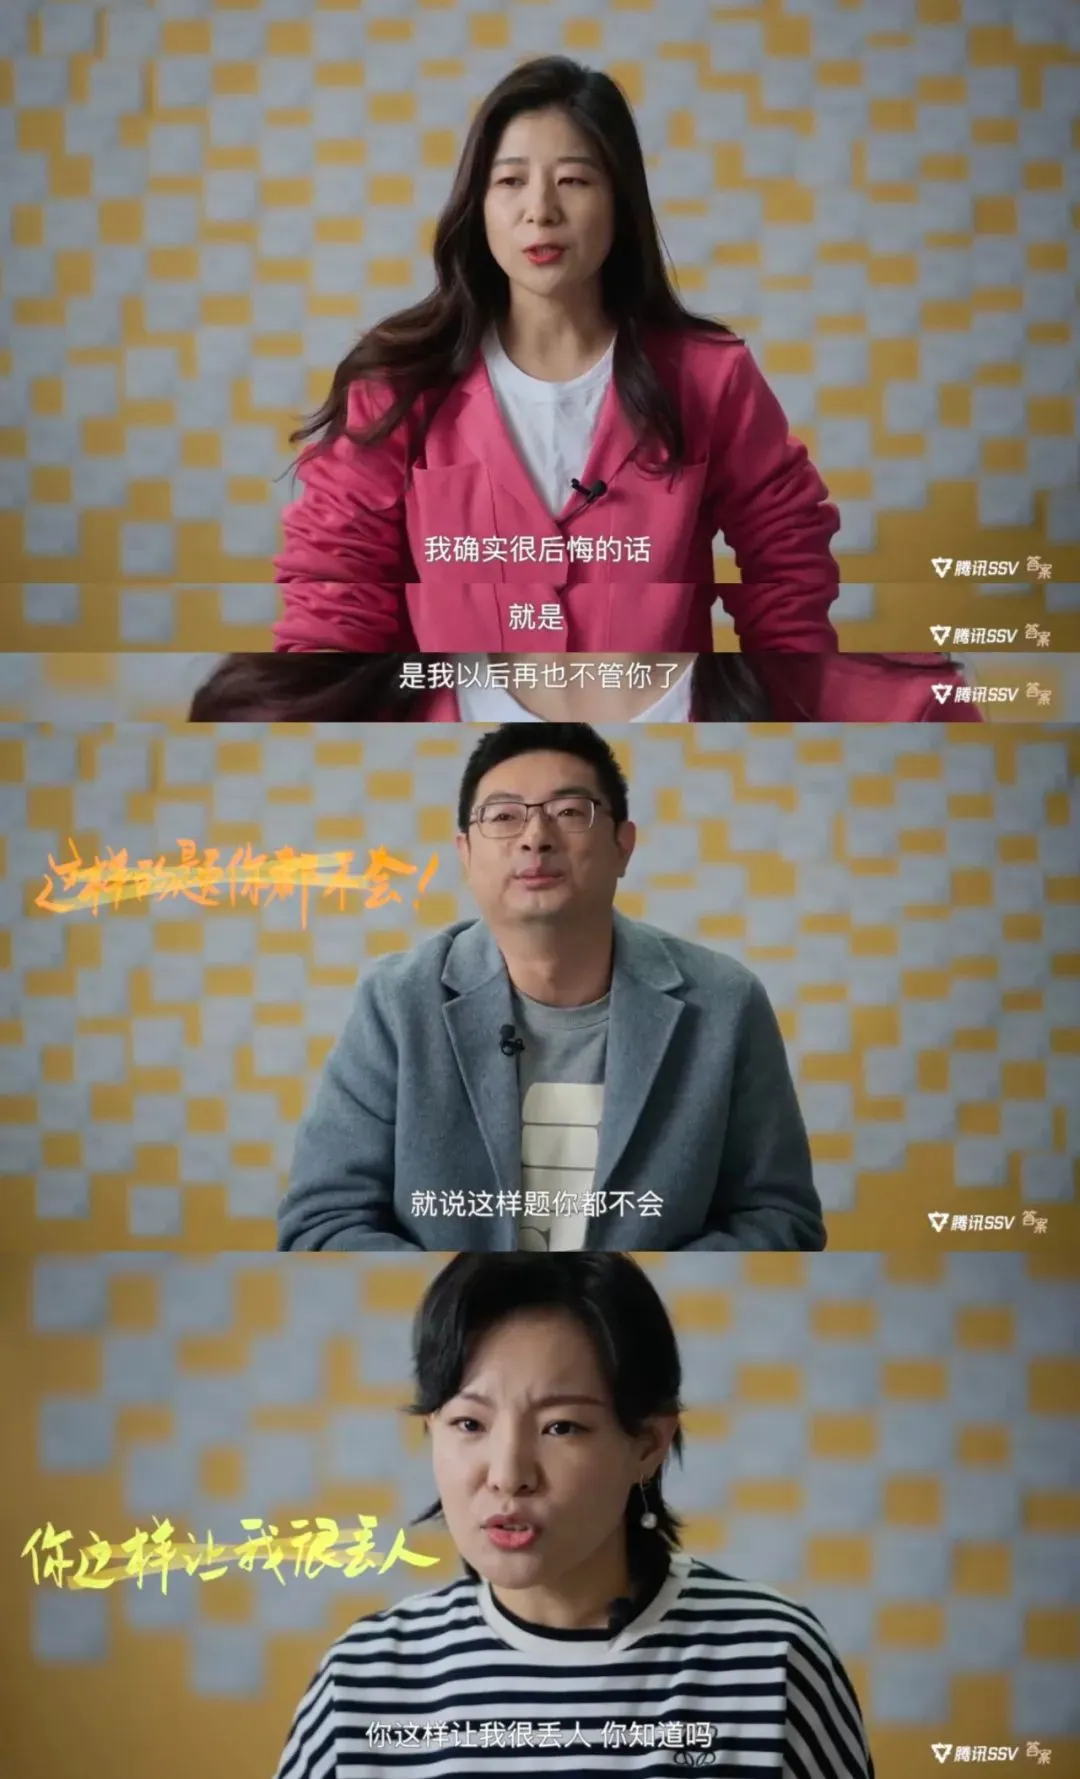 我确实很后悔的话
腾讯SSV 答案
就是
腾讯SSV 答案
是我以后再也不管你了
腾讯SSV 答案
这样的题你都不会！
就说这样题你都不会
腾讯SSV 答案
你这样让我很丢人
你这样让我很丢人 你知道吗
腾讯SSV 答案